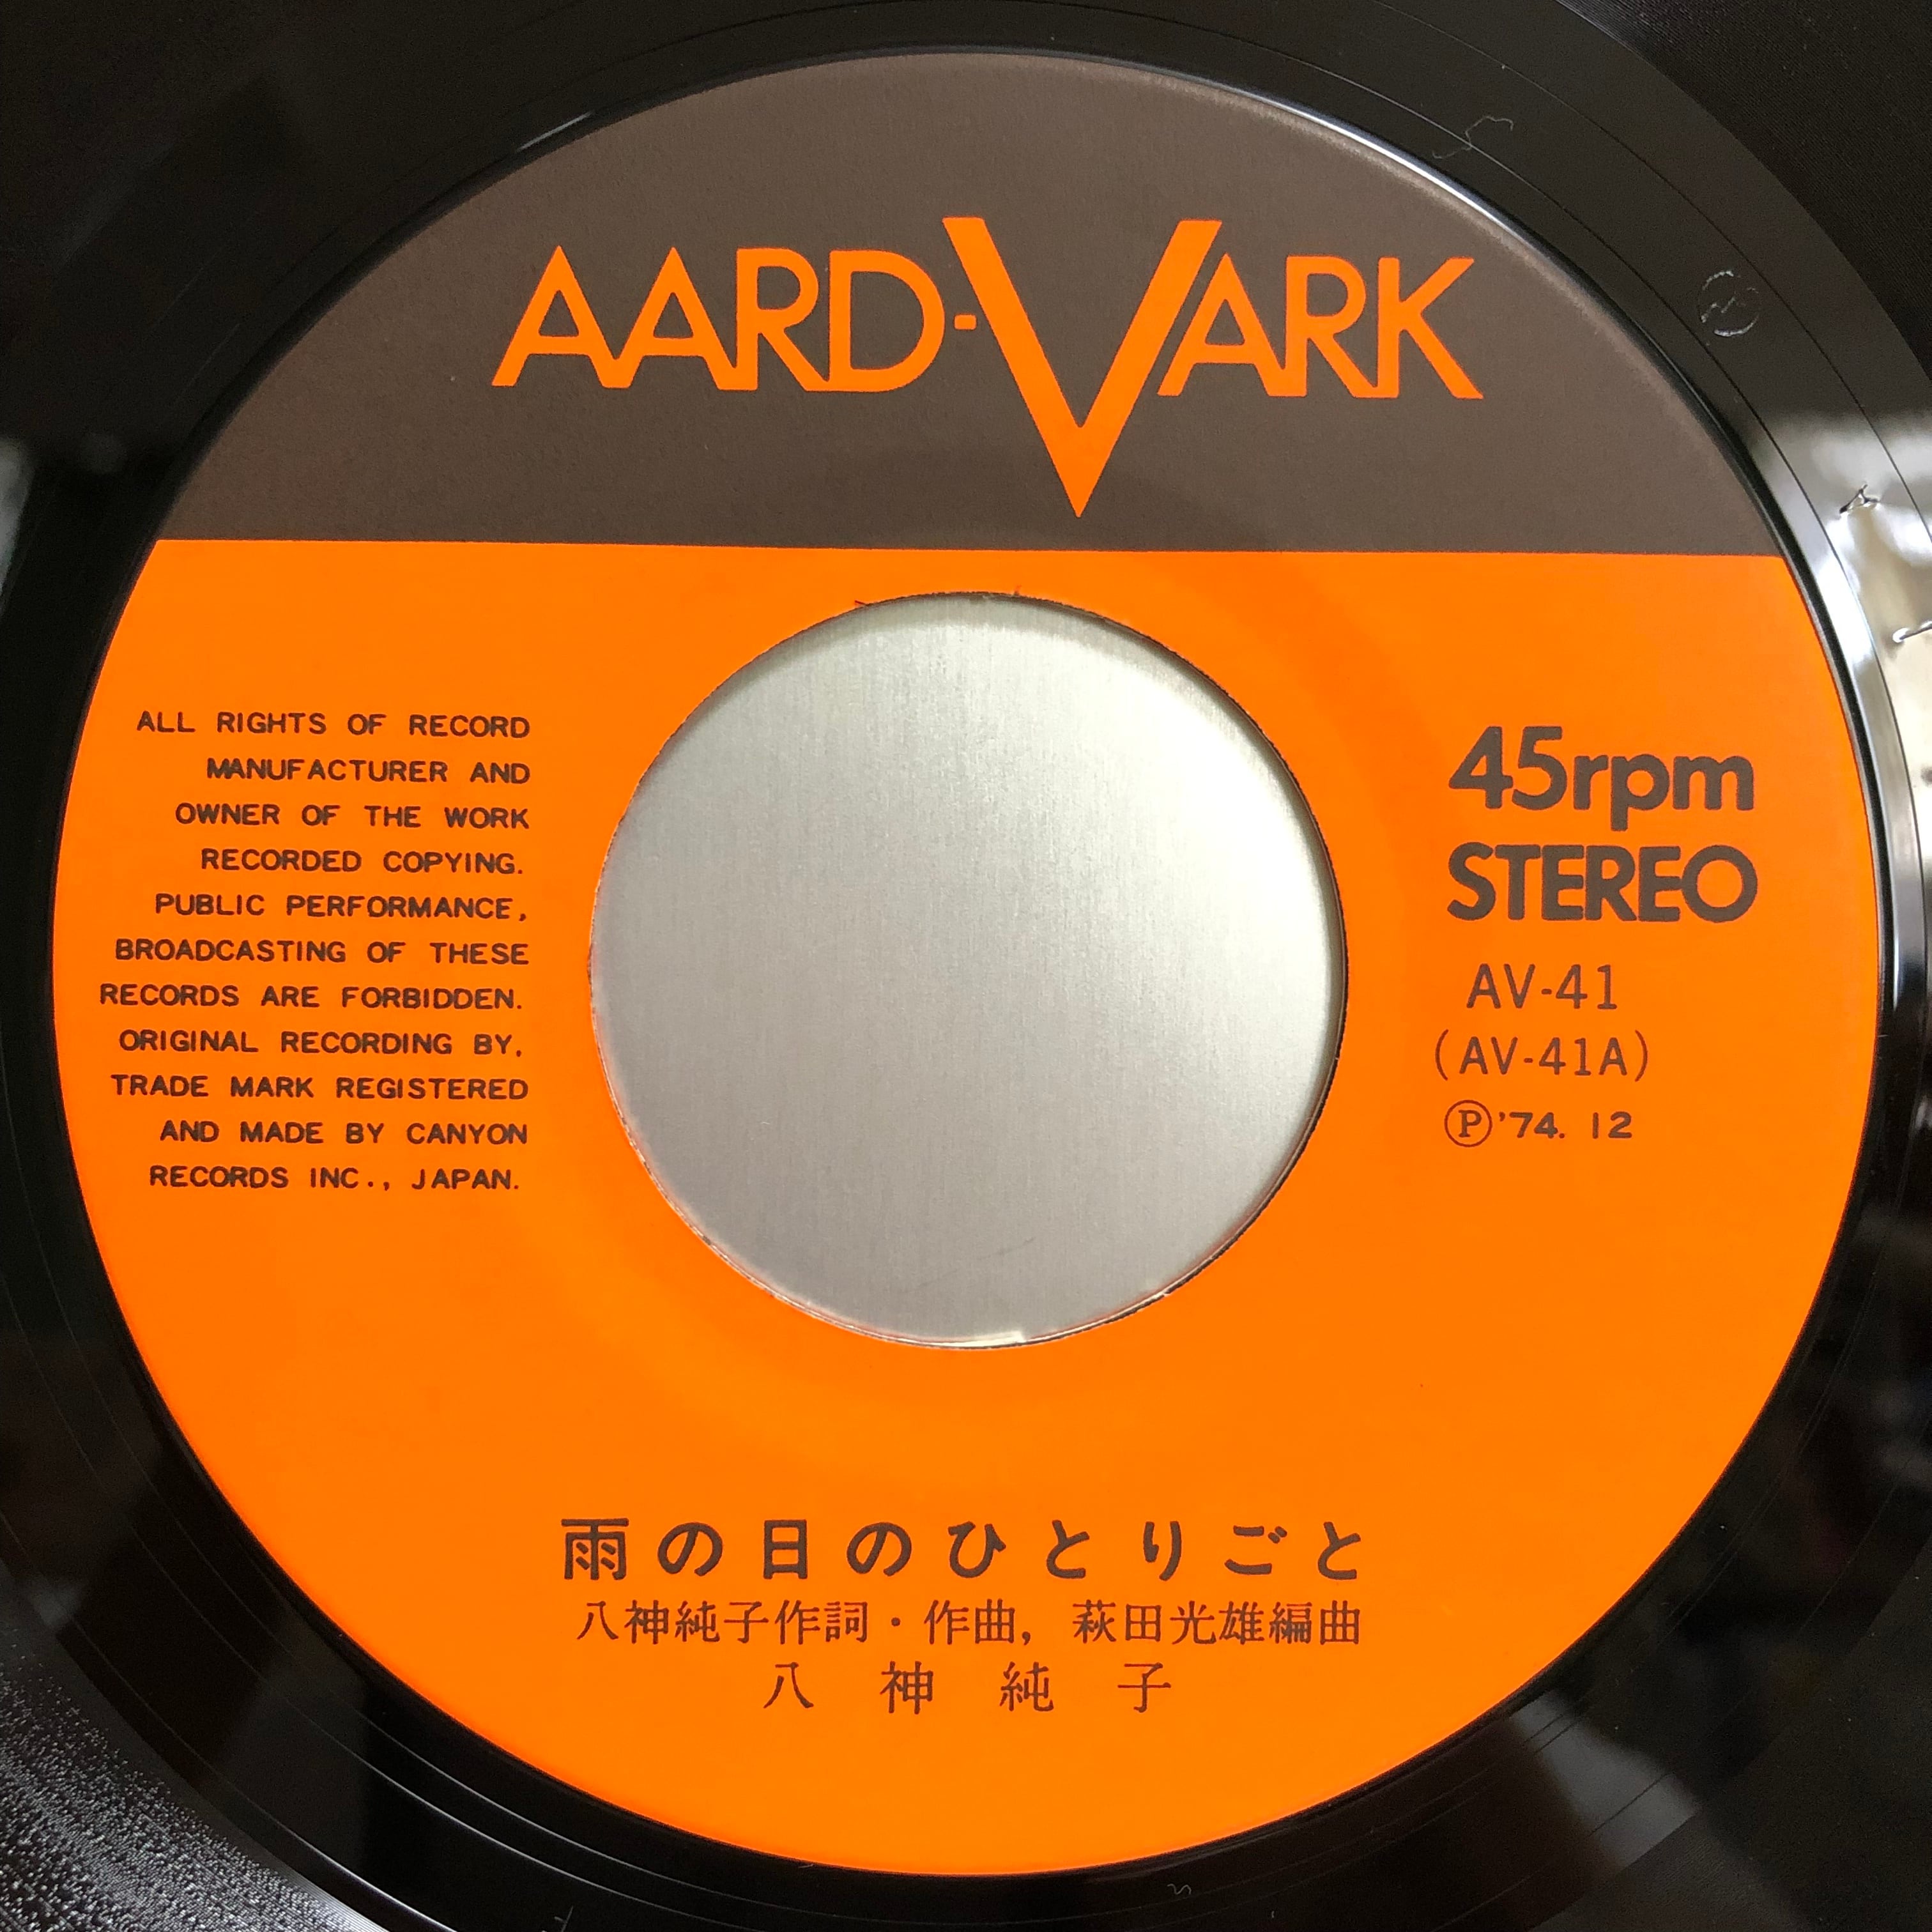 AARD-VARK
ALL RIGHTS OF RECORD
MANUFACTURER AND
OWNER OF THE WORK
RECORDED COPYING.
PUBLIC PERFORMANCE,
BROADCASTING OF THESE
RECORDS ARE FORBIDDEN.
ORIGINAL RECORDING BY,
TRADE MARK REGISTERED
AND MADE BY CANYON
RECORDS INC., JAPAN.
45rpm
STEREO
AV-41
(AV-41A)
Ⓟ'74. 12
雨の日のひとりごと
八神純子作詞・作曲, 萩田光雄編曲
八神純子